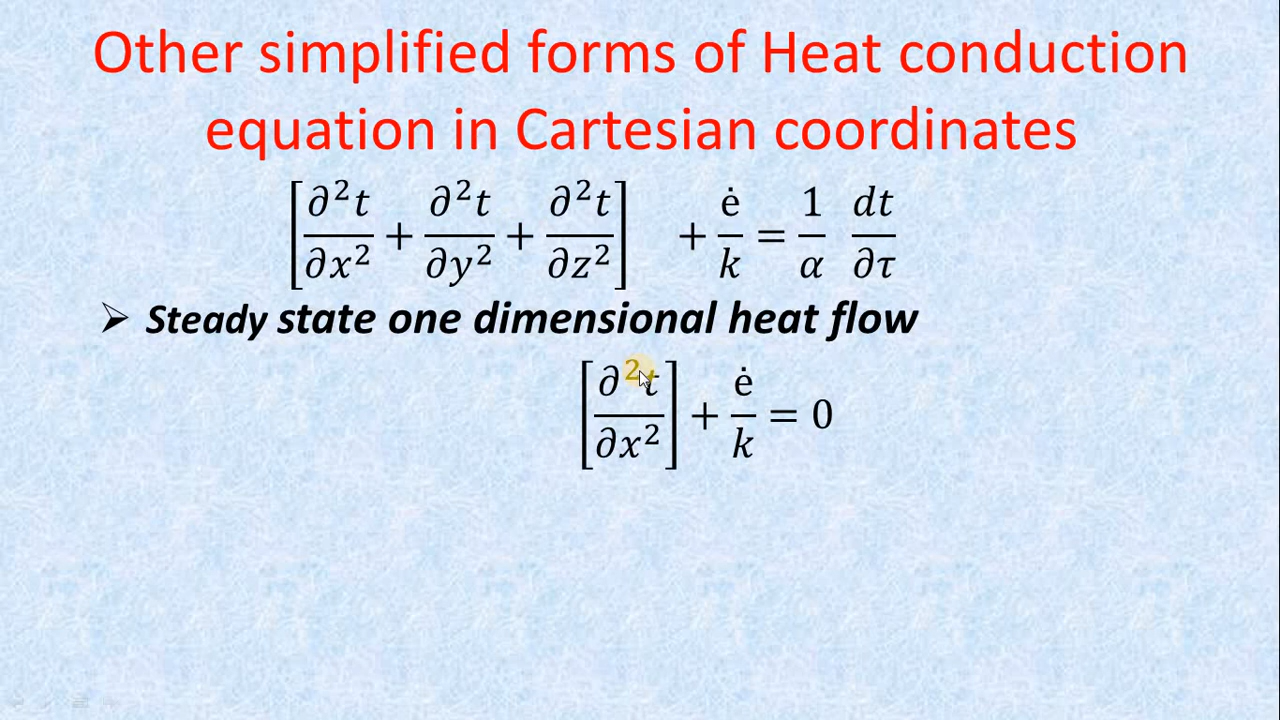 Other simplified forms of Heat conduction
equation in Cartesian coordinates
[∂²t/∂x² + ∂²t/∂y² + ∂²t/∂z²] + ė/k = 1/α dt/∂τ
➢ Steady state one dimensional heat flow
[∂²t/∂x²] + ė/k = 0